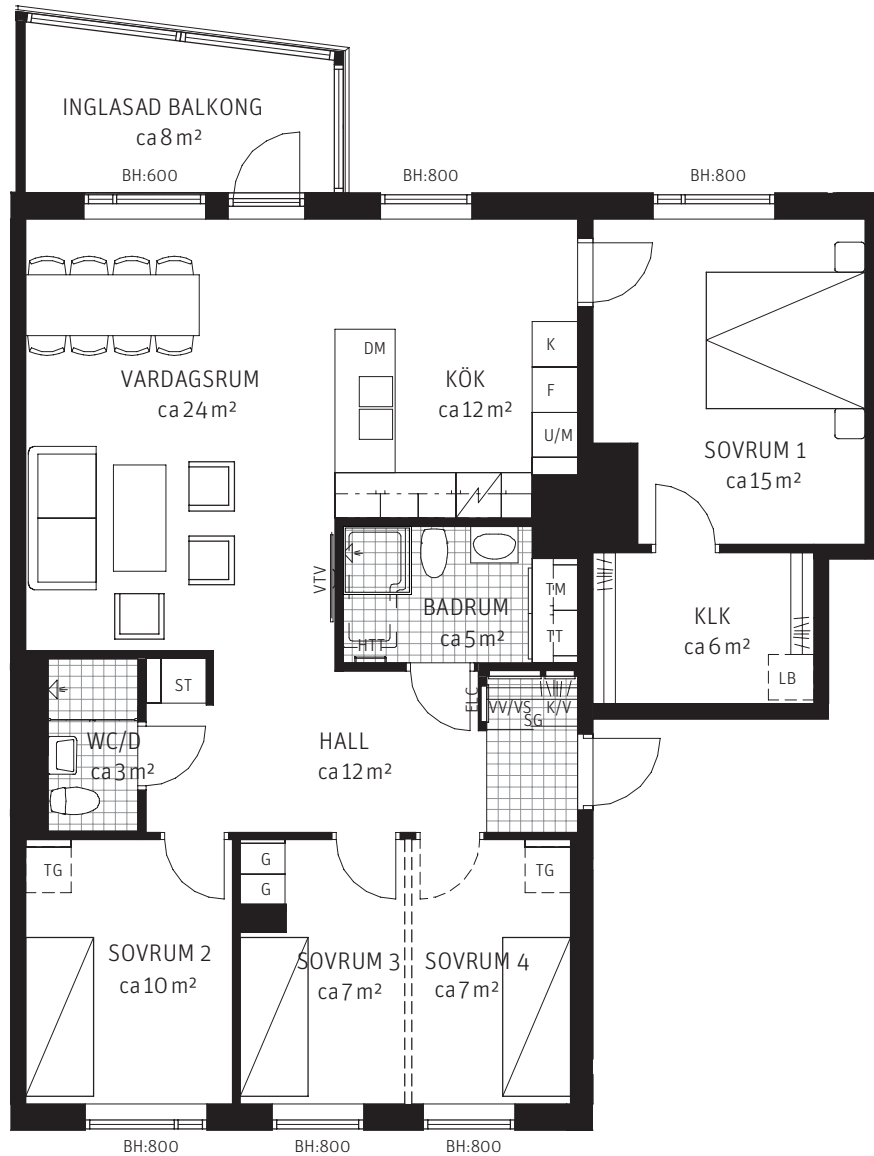 INGLASAD BALKONG
ca 8 m²
BH:600
BH:800
BH:800
DM
K
F
U/M
VARDAGSRUM
ca 24 m²
KÖK
ca 12 m²
SOVRUM 1
ca 15 m²
VTV
BADRUM
ca 5 m²
HTT
TM
TT
KLK
ca 6 m²
LB
ST
WC/D
ca 3 m²
HALL
ca 12 m²
ELC
VV/VS
K/V
SG
TG
G
G
TG
SOVRUM 2
ca 10 m²
SOVRUM 3
ca 7 m²
SOVRUM 4
ca 7 m²
BH:800
BH:800
BH:800